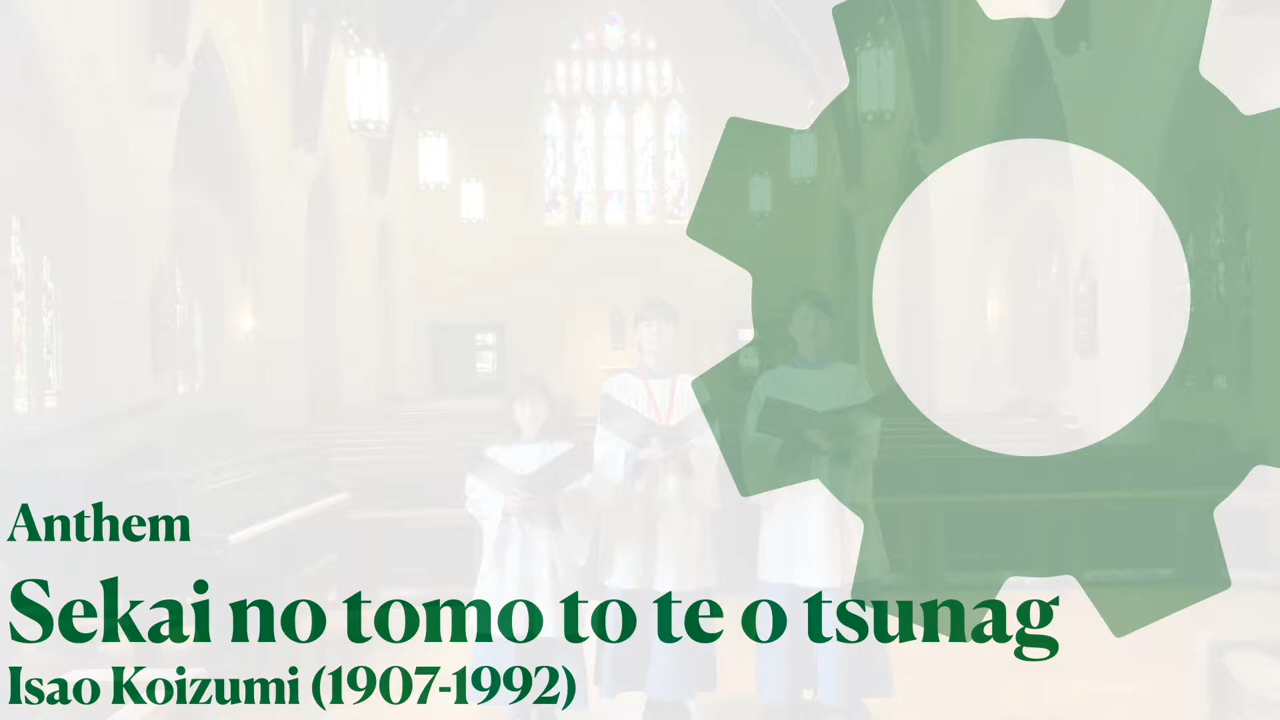 Anthem
Sekai no tomo to te o tsunag
Isao Koizumi (1907-1992)